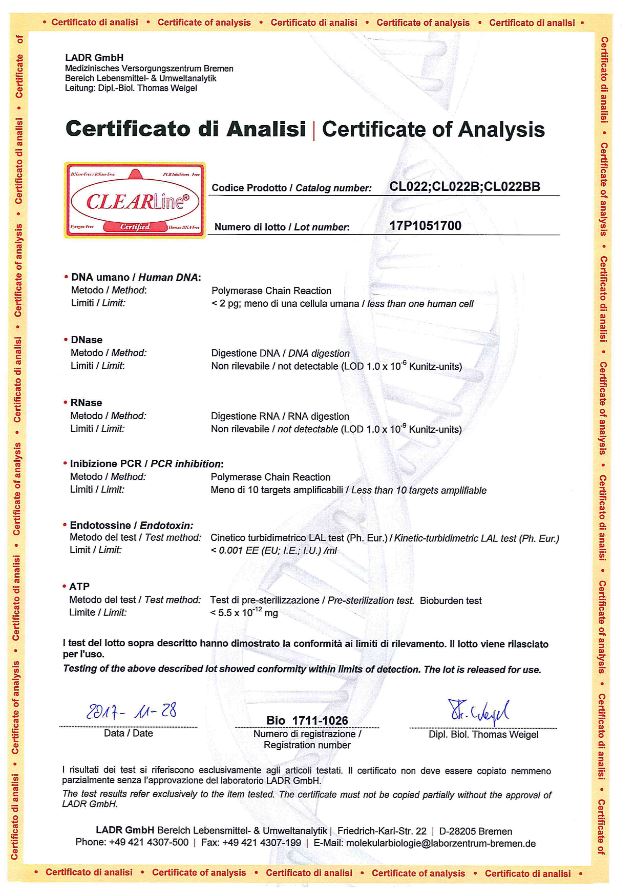 • Certificato di analisi • Certificate of analysis • Certificato di analisi • Certificate of analysis • Certificato di analisi •
LADR GmbH
Medizinisches Versorgungszentrum Bremen
Bereich Lebensmittel- & Umweltanalytik
Leitung: Dipl.-Biol. Thomas Weigel
Certificato di Analisi | Certificate of Analysis
CLEARLine®
Certified
Codice Prodotto / Catalog number: CL022;CL022B;CL022BB
Numero di lotto / Lot number: 17P1051700
• DNA umano / Human DNA:
Metodo / Method: Polymerase Chain Reaction
Limiti / Limit: < 2 pg; meno di una cellula umana / less than one human cell
• DNase
Metodo / Method: Digestione DNA / DNA digestion
Limiti / Limit: Non rilevabile / not detectable (LOD 1.0 x 10⁻⁶ Kunitz-units)
• RNase
Metodo / Method: Digestione RNA / RNA digestion
Limiti / Limit: Non rilevabile / not detectable (LOD 1.0 x 10⁻⁹ Kunitz-units)
• Inibizione PCR / PCR inhibition:
Metodo / Method: Polymerase Chain Reaction
Limiti / Limit: Meno di 10 targets amplificabili / Less than 10 targets amplifiable
• Endotossine / Endotoxin:
Metodo del test / Test method: Cinetico turbidimetrico LAL test (Ph. Eur.) / Kinetic-turbidimetric LAL test (Ph. Eur.)
Limit / Limit: < 0.001 EE (EU; I.E.; I.U.) /ml
• ATP
Metodo del test / Test method: Test di pre-sterilizzazione / Pre-sterilization test. Bioburden test
Limite / Limit: < 5.5 x 10⁻¹² mg
I test del lotto sopra descritto hanno dimostrato la conformità ai limiti di rilevamento. Il lotto viene rilasciato
per l'uso.
Testing of the above described lot showed conformity within limits of detection. The lot is released for use.
2017-11-28
Data / Date
Bio 1711-1026
Numero di registrazione /
Registration number
Dipl. Biol. Thomas Weigel
I risultati dei test si riferiscono esclusivamente agli articoli testati. Il certificato non deve essere copiato nemmeno
parzialmente senza l'approvazione del laboratorio LADR GmbH.
The test results refer exclusively to the item tested. The certificate must not be copied partially without the approval of
LADR GmbH.
LADR GmbH Bereich Lebensmittel- & Umweltanalytik | Friedrich-Karl-Str. 22 | D-28205 Bremen
Phone: +49 421 4307-500 | Fax: +49 421 4307-199 | E-Mail: molekularbiologie@laborzentrum-bremen.de
• Certificato di analisi • Certificate of analysis • Certificato di analisi • Certificate of analysis • Certificato di analisi •